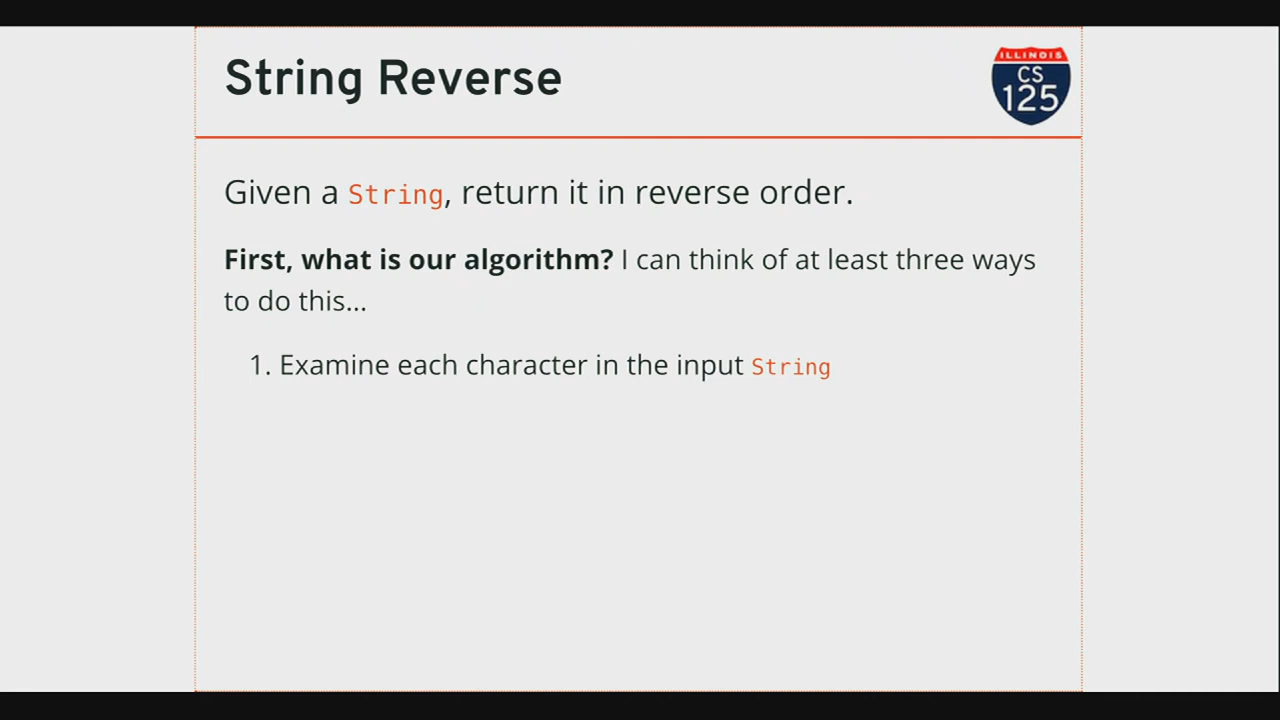 String Reverse
ILLINOIS
CS
125
Given a String, return it in reverse order.
First, what is our algorithm? I can think of at least three ways
to do this...
1. Examine each character in the input String